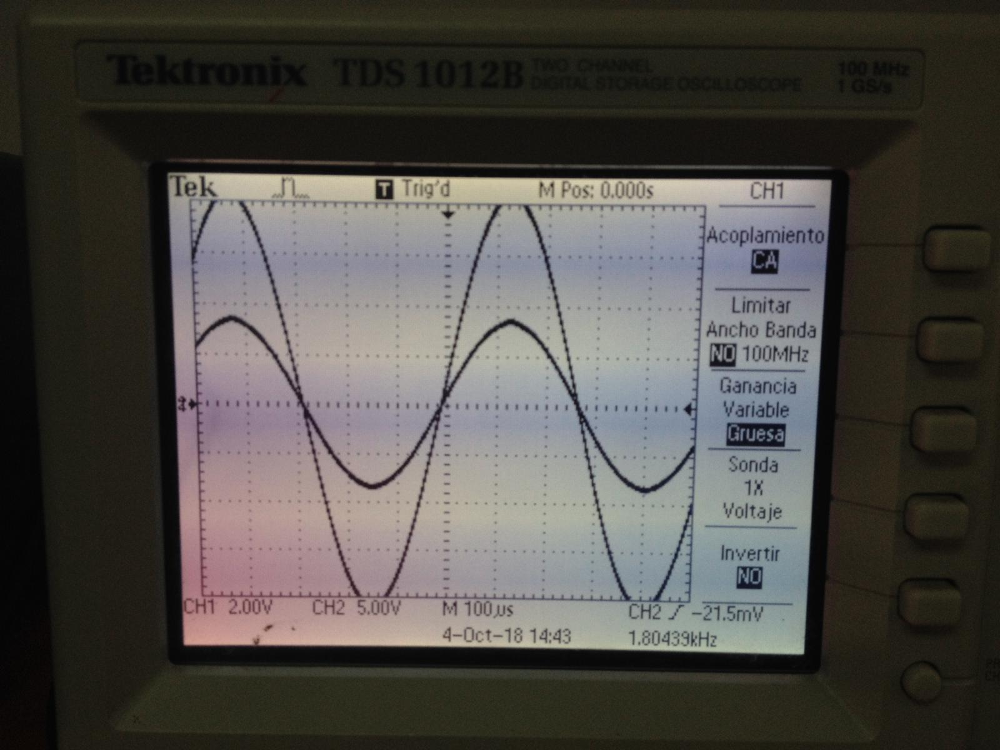 Tektronix TDS 1012B TWO CHANNEL DIGITAL STORAGE OSCILLOSCOPE 100 MHz 1 GS/s
Tek T Trig'd M Pos: 0.000s CH1
Acoplamiento
CA
Limitar
Ancho Banda
NO 100MHz
Ganancia
Variable
Gruesa
Sonda
1X
Voltaje
Invertir
NO
CH1 2.00V CH2 5.00V M 100µs CH2 -21.5mV
4-Oct-18 14:43 1.80439kHz